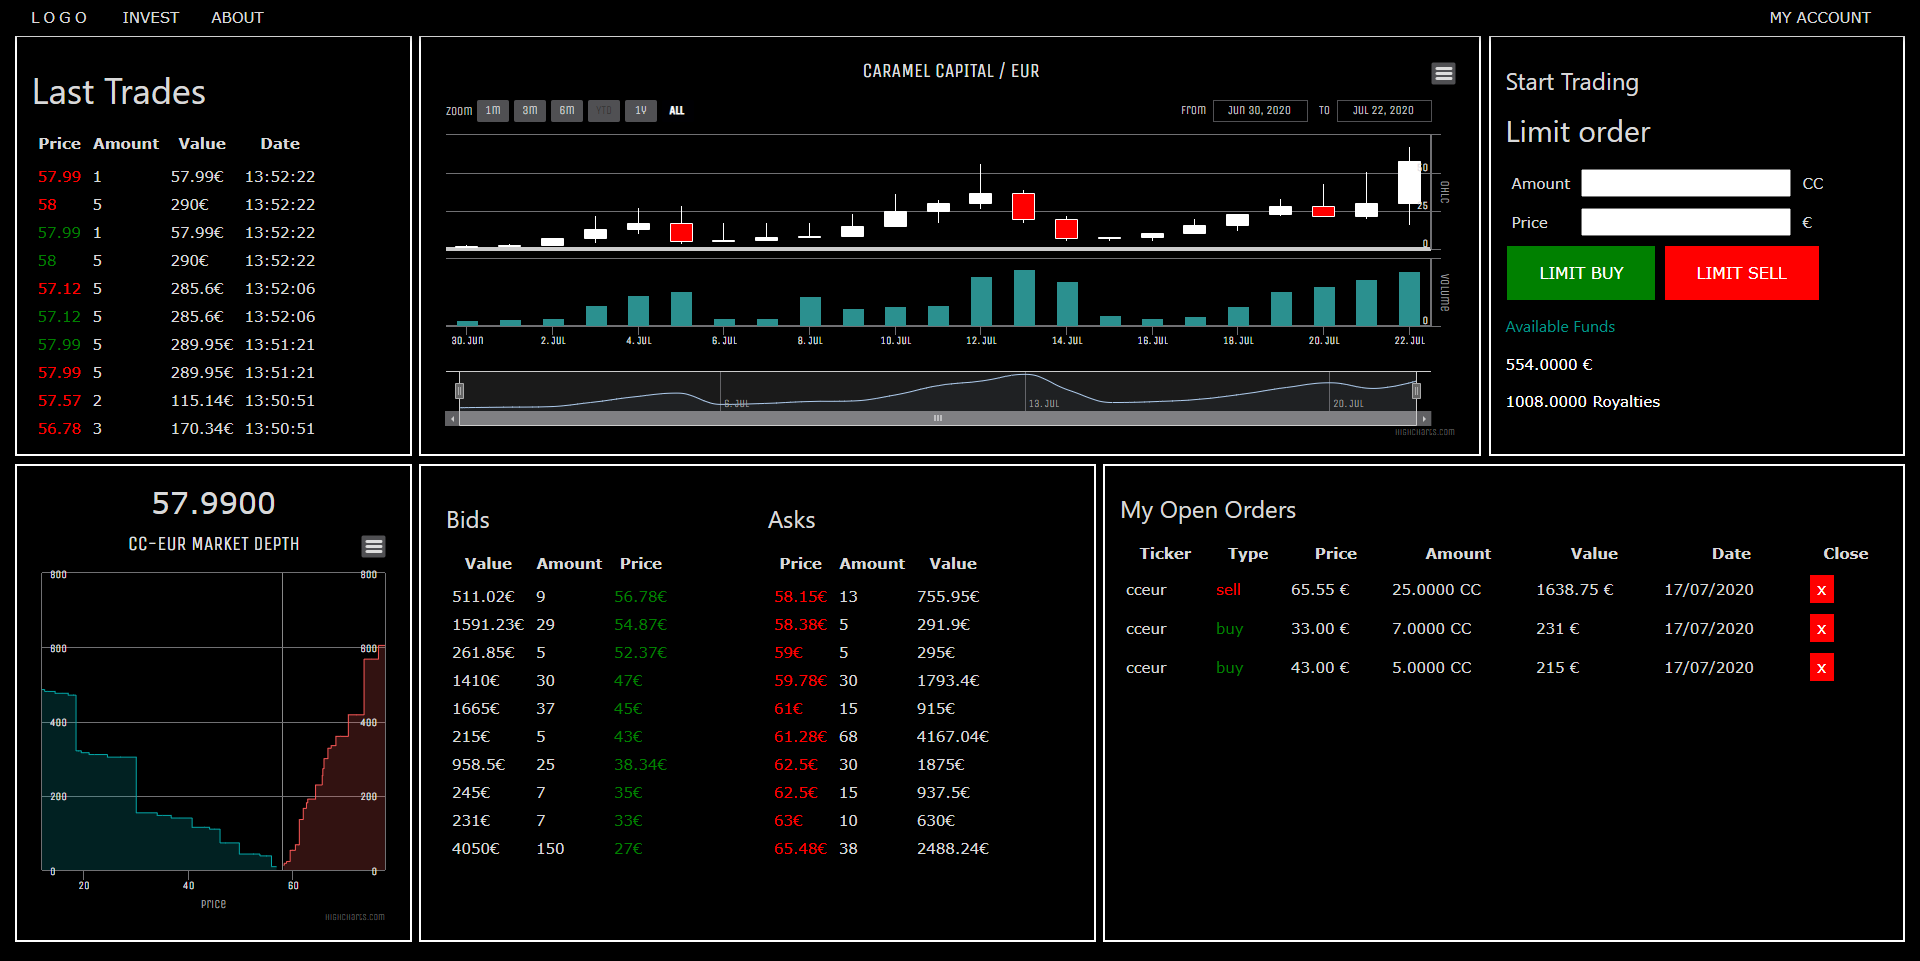 L O G O INVEST ABOUT MY ACCOUNT
Last Trades
Price Amount Value Date
57.99 1 57.99€ 13:52:22
58 5 290€ 13:52:22
57.99 1 57.99€ 13:52:22
58 5 290€ 13:52:22
57.12 5 285.6€ 13:52:06
57.12 5 285.6€ 13:52:06
57.99 5 289.95€ 13:51:21
57.99 5 289.95€ 13:51:21
57.57 2 115.14€ 13:50:51
56.78 3 170.34€ 13:50:51
CARAMEL CAPITAL / EUR
Zoom 1M 3M 6M YTD 1Y ALL From JUN 30, 2020 To JUL 22, 2020
50
25
0
OHLC
Volume
0
30. Jun 2. Jul 4. Jul 6. Jul 8. Jul 10. Jul 12. Jul 14. Jul 16. Jul 18. Jul 20. Jul 22. Jul
6. Jul 13. Jul 20. Jul
Highcharts.com
Start Trading
Limit order
Amount CC
Price €
LIMIT BUY LIMIT SELL
Available Funds
554.0000 €
1008.0000 Royalties
57.9900
CC-EUR MARKET DEPTH
800 800
600 600
400 400
200 200
0 0
20 40 60
Price
Highcharts.com
Bids
Value Amount Price
511.02€ 9 56.78€
1591.23€ 29 54.87€
261.85€ 5 52.37€
1410€ 30 47€
1665€ 37 45€
215€ 5 43€
958.5€ 25 38.34€
245€ 7 35€
231€ 7 33€
4050€ 150 27€
Asks
Price Amount Value
58.15€ 13 755.95€
58.38€ 5 291.9€
59€ 5 295€
59.78€ 30 1793.4€
61€ 15 915€
61.28€ 68 4167.04€
62.5€ 30 1875€
62.5€ 15 937.5€
63€ 10 630€
65.48€ 38 2488.24€
My Open Orders
Ticker Type Price Amount Value Date Close
cceur sell 65.55 € 25.0000 CC 1638.75 € 17/07/2020 x
cceur buy 33.00 € 7.0000 CC 231 € 17/07/2020 x
cceur buy 43.00 € 5.0000 CC 215 € 17/07/2020 x